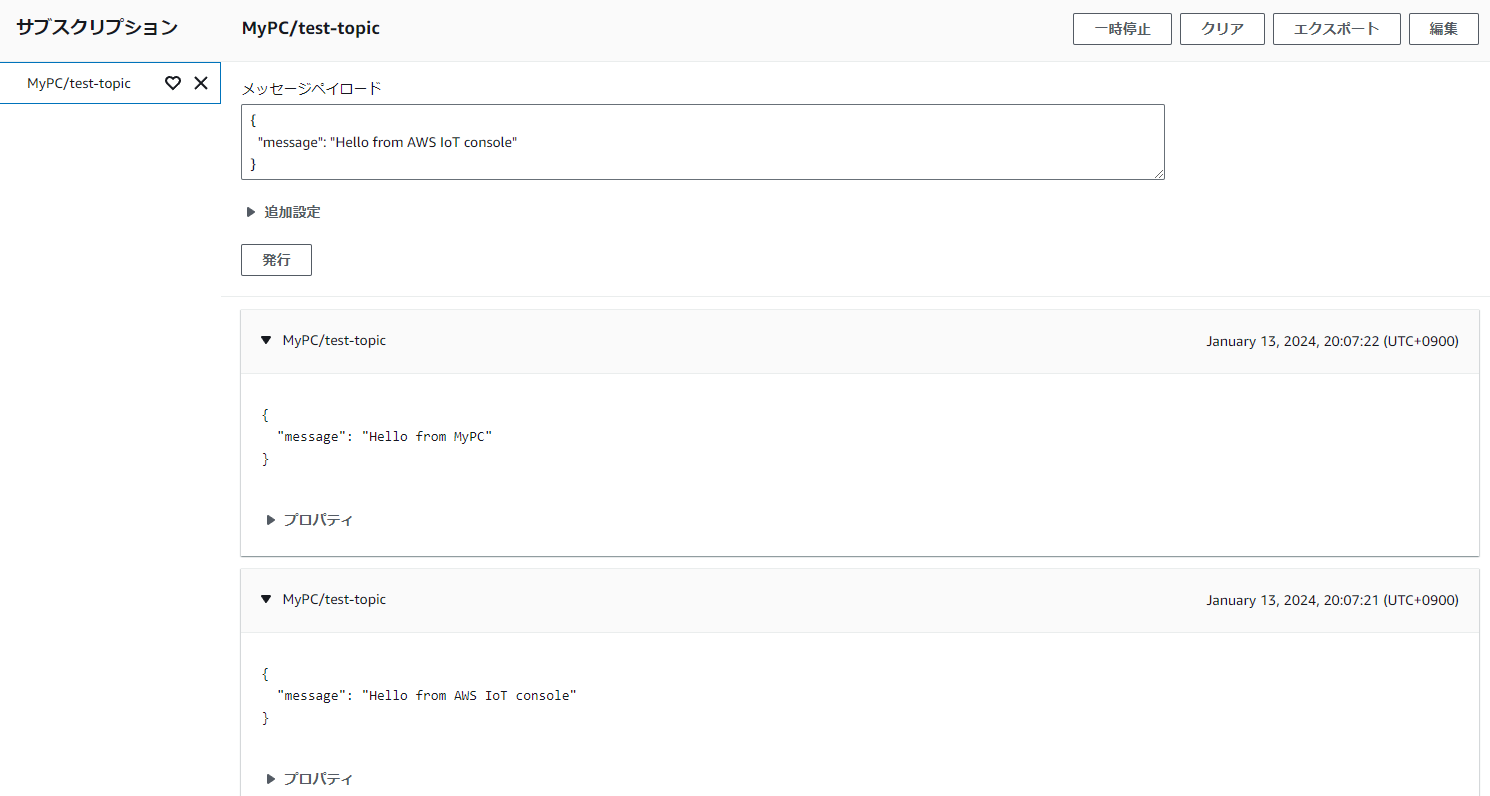 サブスクリプション
MyPC/test-topic
一時停止
クリア
エクスポート
編集
MyPC/test-topic
メッセージペイロード
{
"message": "Hello from AWS IoT console"
}
追加設定
発行
MyPC/test-topic
January 13, 2024, 20:07:22 (UTC+0900)
{
"message": "Hello from MyPC"
}
プロパティ
MyPC/test-topic
January 13, 2024, 20:07:21 (UTC+0900)
{
"message": "Hello from AWS IoT console"
}
プロパティ